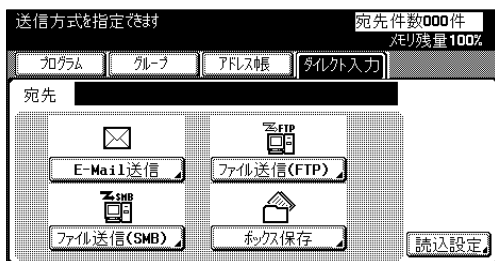 送信方式を指定できます
宛先件数000件
メモリ残量100%
プログラム
グループ
アドレス帳
ダイレクト入力
宛先
FTP
E-Mail送信
ファイル送信(FTP)
SMB
ファイル送信(SMB)
ボックス保存
読込設定